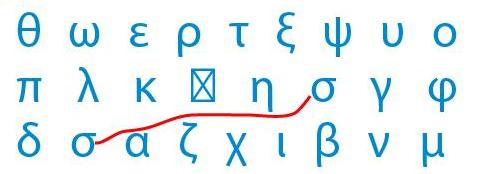 θ ω ε ρ τ ξ ψ υ ο
π λ κ η σ γ φ
δ σ α ζ χ ι β ν μ